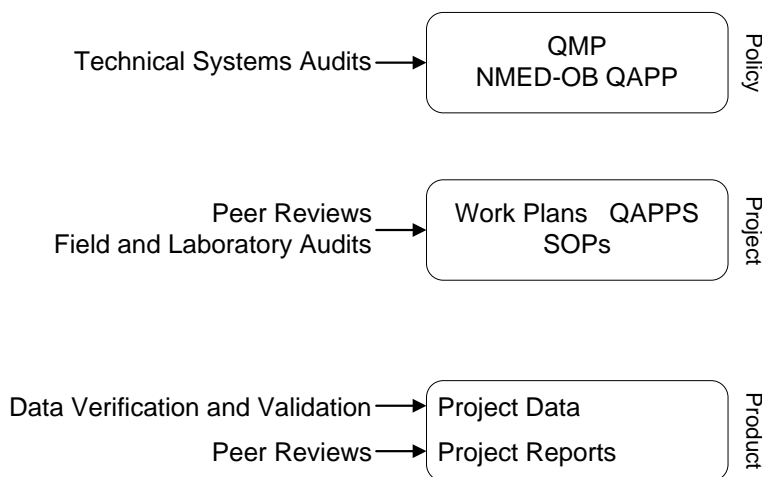 Technical Systems Audits
QMP
NMED-OB QAPP
Policy
Peer Reviews
Field and Laboratory Audits
Work Plans QAPPS
SOPs
Project
Data Verification and Validation
Project Data
Peer Reviews
Project Reports
Product